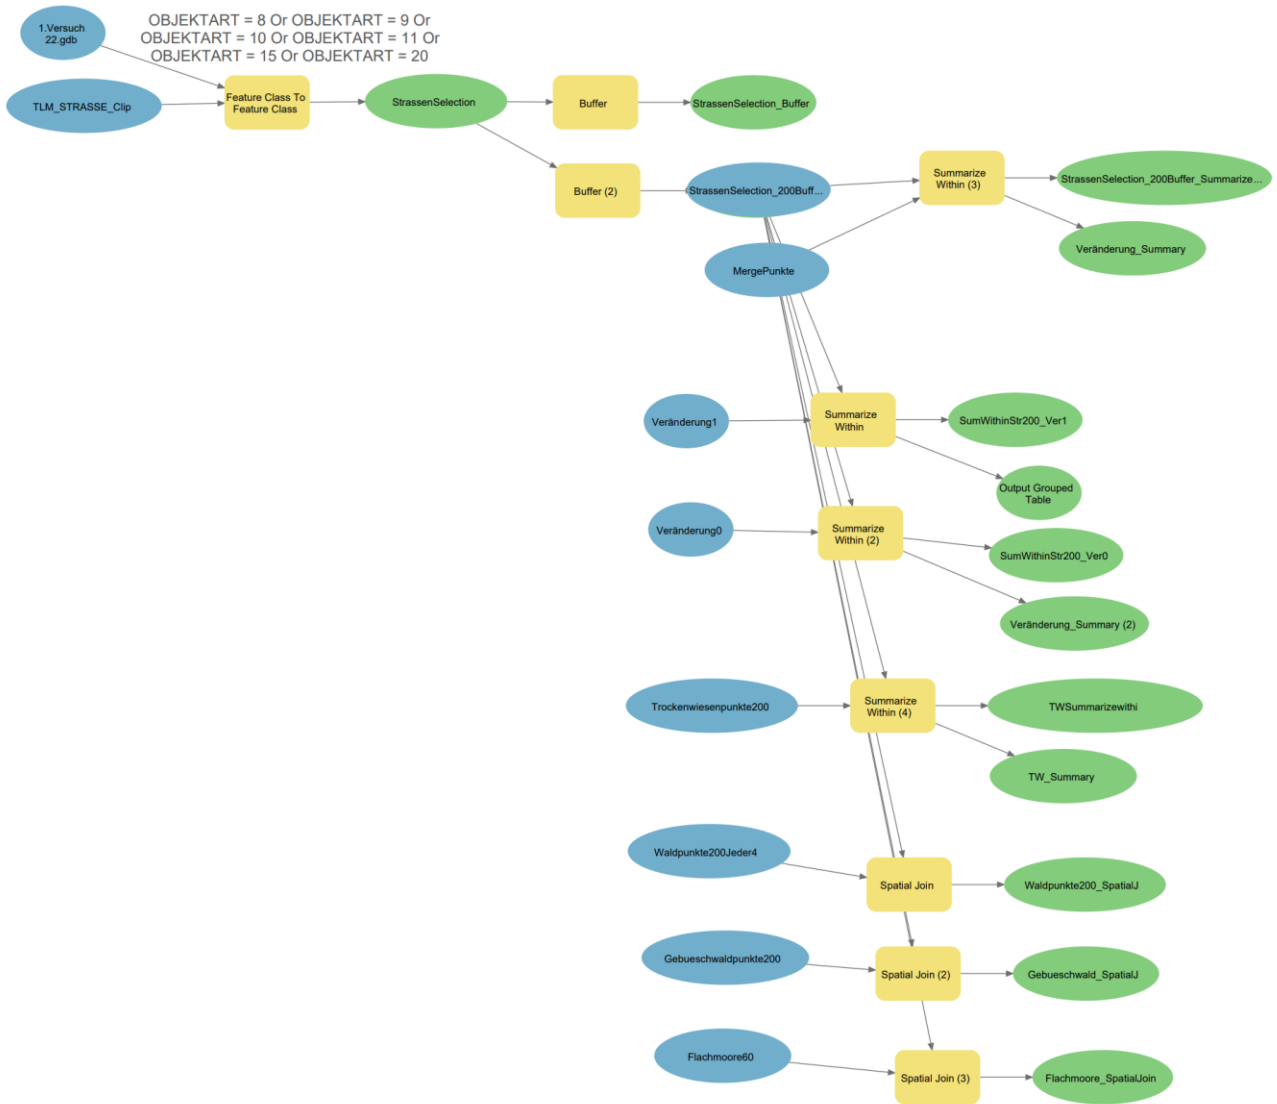 1.Versuch
22.gdb
OBJEKTART = 8 Or OBJEKTART = 9 Or
OBJEKTART = 10 Or OBJEKTART = 11 Or
OBJEKTART = 15 Or OBJEKTART = 20
TLM_STRASSE_Clip
Feature Class To
Feature Class
StrassenSelection
Buffer
StrassenSelection_Buffer
Buffer (2)
StrassenSelection_200Buff...
Summarize
Within (3)
StrassenSelection_200Buffer_Summarize...
Veränderung_Summary
MergePunkte
Veränderung1
Summarize
Within
SumWithinStr200_Ver1
Output Grouped
Table
Veränderung0
Summarize
Within (2)
SumWithinStr200_Ver0
Veränderung_Summary (2)
Trockenwiesenpunkte200
Summarize
Within (4)
TWSummarizewithi
TW_Summary
Waldpunkte200Jeder4
Spatial Join
Waldpunkte200_SpatialJ
Gebueschwaldpunkte200
Spatial Join (2)
Gebueschwald_SpatialJ
Flachmoore60
Spatial Join (3)
Flachmoore_SpatialJoin